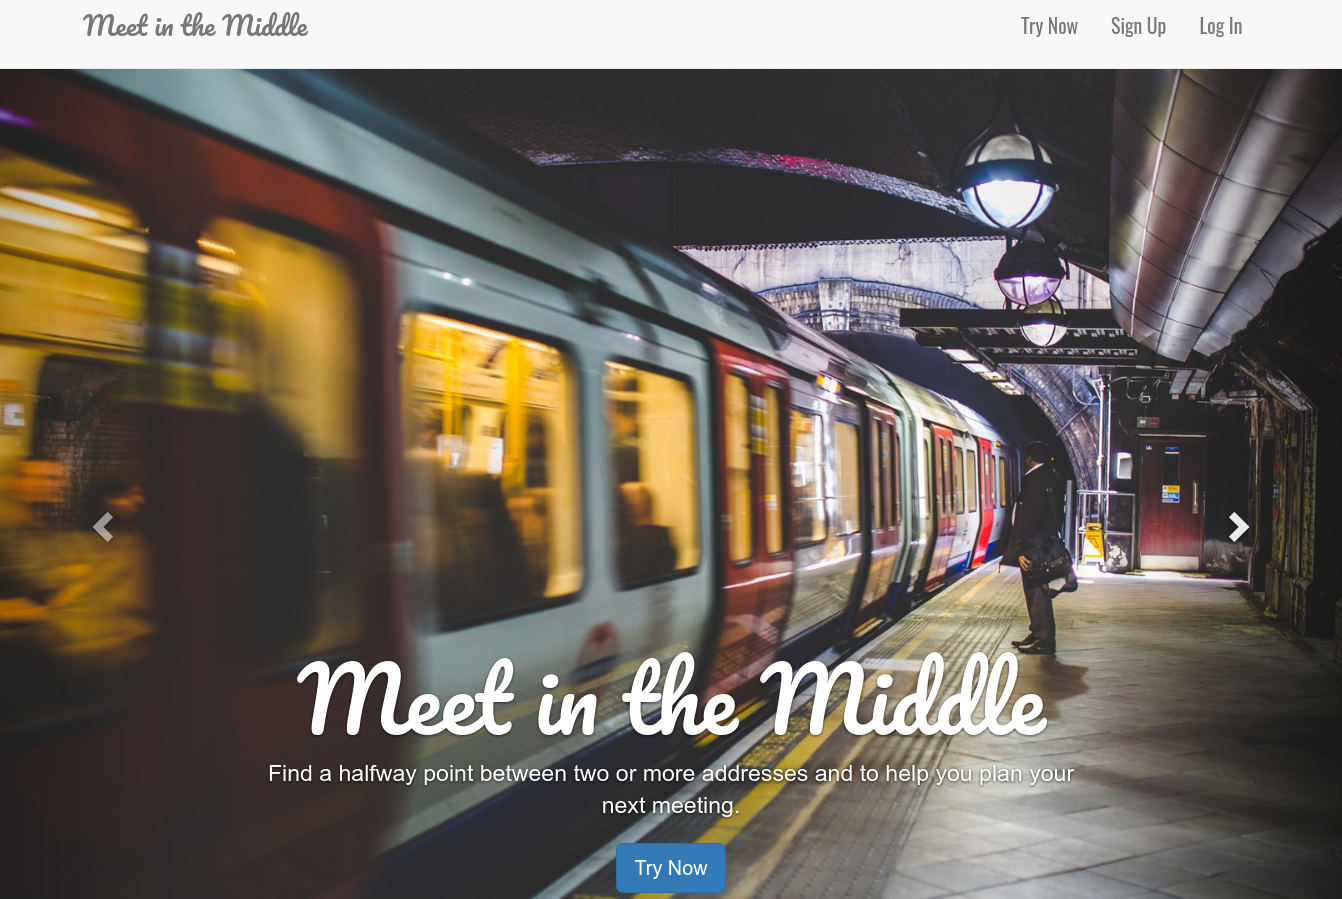 Meet in the Middle
Try Now
Sign Up
Log In
Meet in the Middle
Find a halfway point between two or more addresses and to help you plan your
next meeting.
Try Now